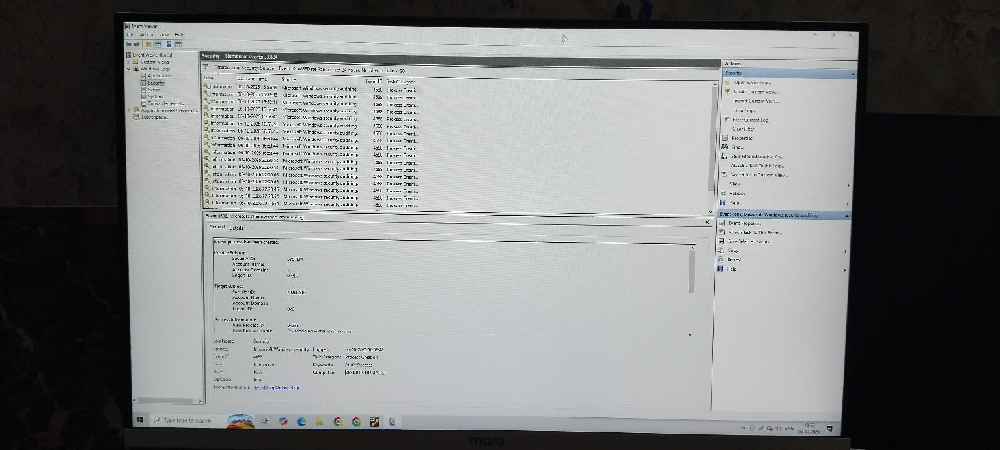 Event Viewer
File Action View Help
Event Viewer (Local)
Custom Views
Windows Logs
Application
Security
Setup
System
Forwarded Events
Applications and Services Lo
Subscriptions
Security Number of events: 33,824
Filtered: Log: Security; Source: ; Event ID: 4688Date Range: Last 24 hours. Number of events: 20
Level Date and Time Source Event ID Task Category
Information 06-10-2026 16:53:43 Microsoft Windows security auditing. 4688 Process Creati...
Information 06-10-2026 16:53:43 Microsoft Windows security auditing. 4688 Process Creati...
Information 06-10-2026 16:53:41 Microsoft Windows security auditing. 4688 Process Creati...
Information 06-10-2026 16:53:41 Microsoft Windows security auditing. 4688 Process Creati...
Information 06-10-2026 16:53:41 Microsoft Windows security auditing. 4688 Process Creati...
Information 06-10-2026 16:53:44 Microsoft Windows security auditing. 4688 Process Creati...
Information 06-10-2026 16:53:44 Microsoft Windows security auditing. 4688 Process Creati...
Information 06-10-2026 16:53:44 Microsoft Windows security auditing. 4688 Process Creati...
Information 06-10-2026 16:53:44 Microsoft Windows security auditing. 4688 Process Creati...
Information 06-10-2026 16:53:44 Microsoft Windows security auditing. 4688 Process Creati...
Information 05-10-2026 22:20:53 Microsoft Windows security auditing. 4688 Process Creati...
Information 05-10-2026 22:20:53 Microsoft Windows security auditing. 4688 Process Creati...
Information 05-10-2026 22:20:46 Microsoft Windows security auditing. 4688 Process Creati...
Information 05-10-2026 22:20:46 Microsoft Windows security auditing. 4688 Process Creati...
Information 05-10-2026 22:20:46 Microsoft Windows security auditing. 4688 Process Creati...
Information 05-10-2026 22:20:54 Microsoft Windows security auditing. 4688 Process Creati...
Information 05-10-2026 22:20:54 Microsoft Windows security auditing. 4688 Process Creati...
Event 4688, Microsoft Windows security auditing.
General Details
A new process has been created.
Creator Subject:
Security ID: SYSTEM
Account Name: -
Account Domain: -
Logon ID: 0x3E7
Target Subject:
Security ID: NULL SID
Account Name: -
Account Domain: -
Logon ID: 0x0
Process Information:
New Process ID:
New Process Name:
Log Name: Security
Source: Microsoft Windows security Logged: 06-10-2026 16:53:43
Event ID: 4688 Task Category: Process Creation
Level: Information Keywords: Audit Success
User: N/A Computer:
OpCode: Info
More Information: Event Log Online Help
Actions
Security
Open Saved Log...
Create Custom View...
Import Custom View...
Clear Log...
Filter Current Log...
Clear Filter
Properties
Find...
Save Filtered Log File As...
Attach a Task To this Log...
Save Filter to Custom View...
View
Refresh
Help
Event 4688, Microsoft Windows security auditing.
Event Properties
Attach Task To This Event...
Save Selected Events...
Copy
Refresh
Help
Type here to search
ENG
19:56
06-10-2026
marq